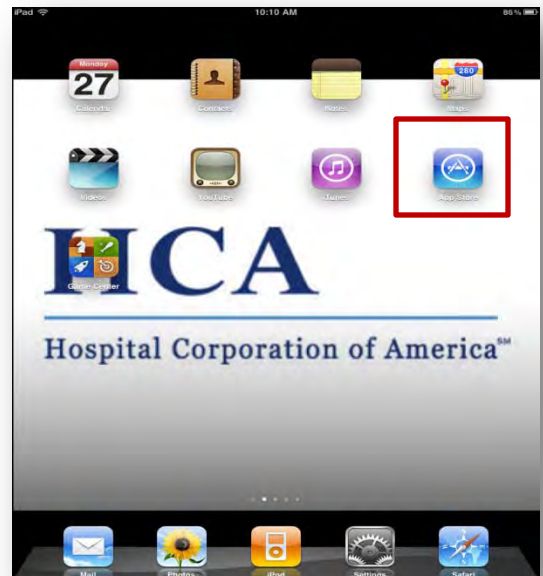 iPad 10:10 AM 86%
Monday
27
280
Calendar Contacts Notes Maps
Videos YouTube iTunes App Store
HCA
Game Center
Hospital Corporation of America℠
Mail Photos iPod Settings Safari